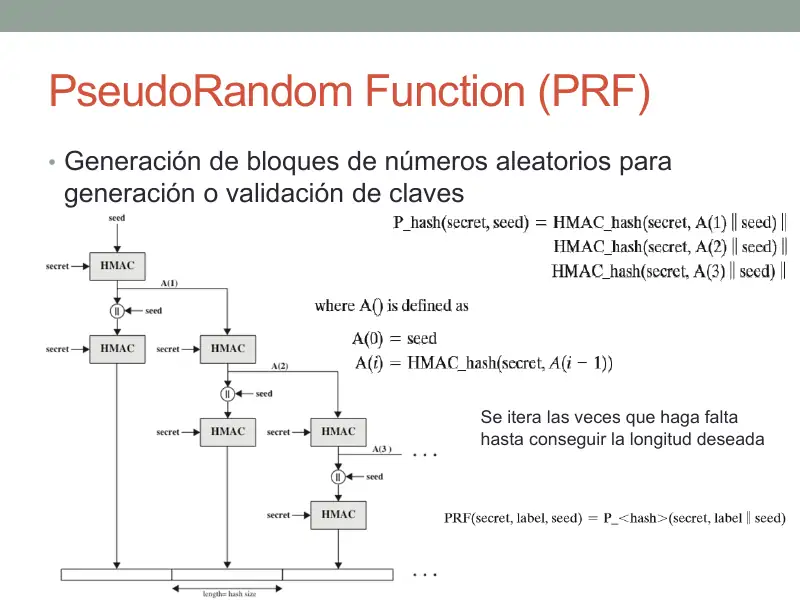 PseudoRandom Function (PRF)
• Generación de bloques de números aleatorios para
generación o validación de claves
P_hash(secret, seed) = HMAC_hash(secret, A(1) ∥ seed) ∥
HMAC_hash(secret, A(2) ∥ seed) ∥
HMAC_hash(secret, A(3) ∥ seed) ∥
where A() is defined as
A(0) = seed
A(i) = HMAC_hash(secret, A(i − 1))
Se itera las veces que haga falta
hasta conseguir la longitud deseada
PRF(secret, label, seed) = P_<hash>(secret, label ∥ seed)
seed
secret
HMAC
A(1)
||
seed
secret
HMAC
secret
HMAC
A(2)
||
seed
secret
HMAC
secret
HMAC
A(3 )
. . .
||
seed
secret
HMAC
. . .
length= hash size